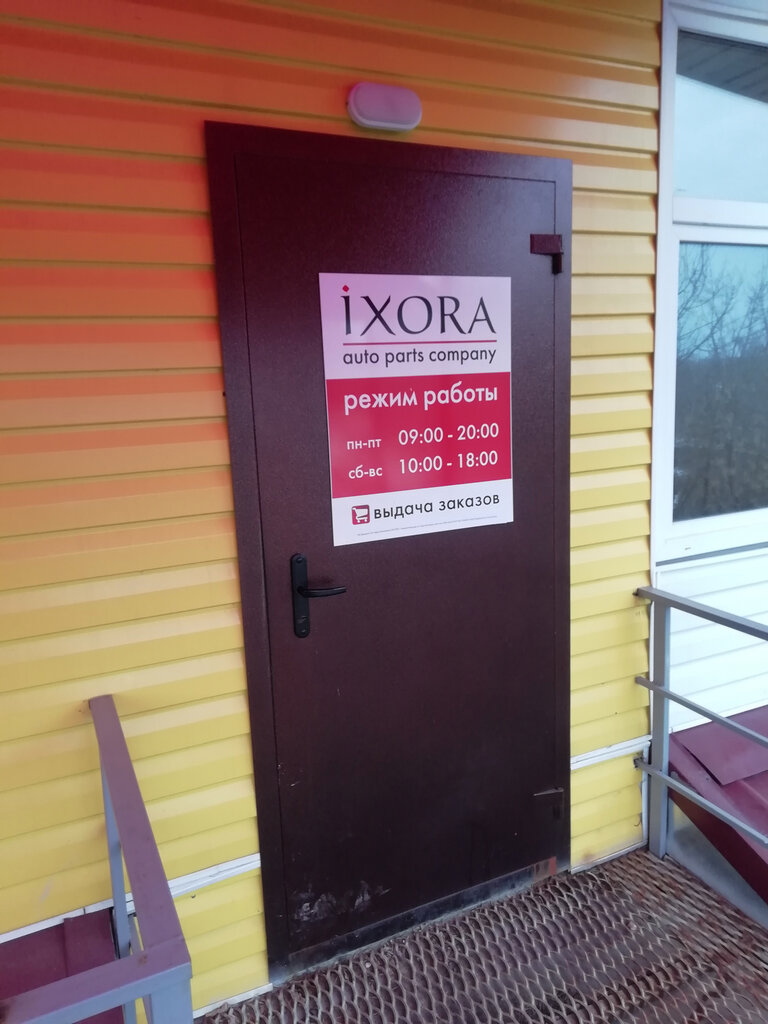 iXORA
auto parts company
режим работы
пн-пт 09:00 - 20:00
сб-вс 10:00 - 18:00
выдача заказов